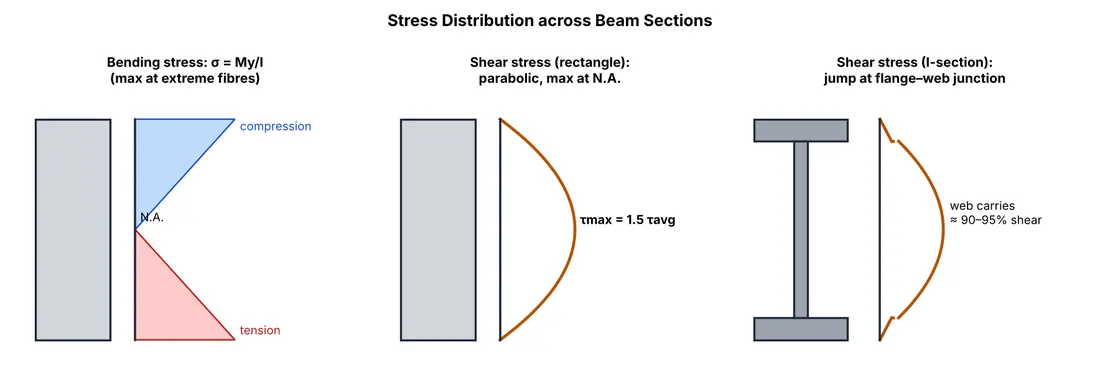 Stress Distribution across Beam Sections
Bending stress: σ = My/I
(max at extreme fibres)
compression
N.A.
tension
Shear stress (rectangle):
parabolic, max at N.A.
τmax = 1.5 τavg
Shear stress (I-section):
jump at flange–web junction
web carries
≈ 90–95% shear